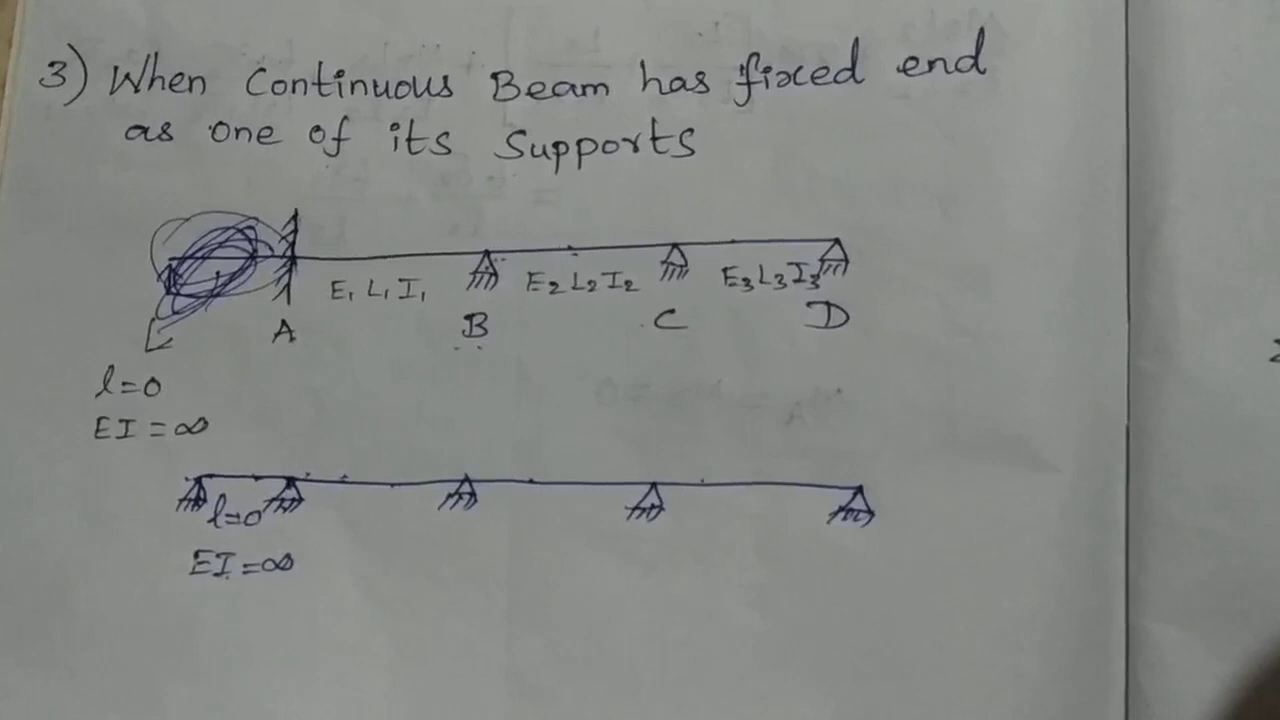 3) When Continuous Beam has fixed end
as one of its Supports
E₁ L₁ I₁
E₂ L₂ I₂
E₃ L₃ I₃
A
B
C
D
l=0
EI=∞
l=0
EI=∞